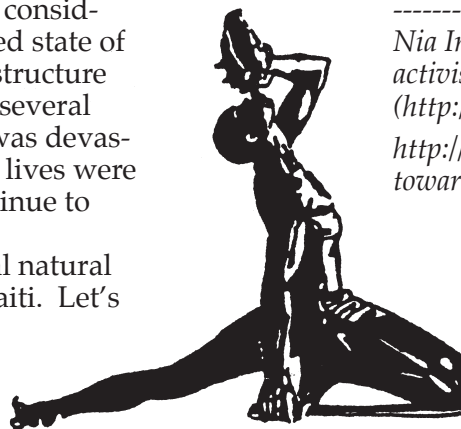 consid-
ed state of
structure
several
was devas-
lives were
inue to
l natural
aiti.  Let's
-------
Nia In
activis
(http:/
http:/
towar